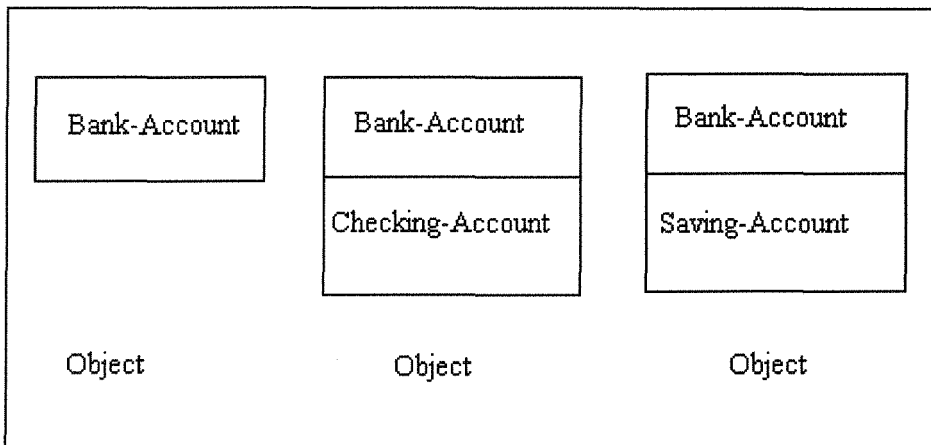 Bank-Account
Bank-Account
Bank-Account
Checking-Account
Saving-Account
Object
Object
Object